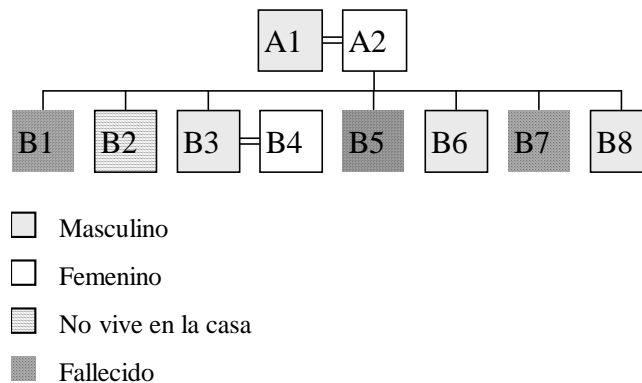 A1 A2
B1 B2 B3 B4 B5 B6 B7 B8
Masculino
Femenino
No vive en la casa
Fallecido